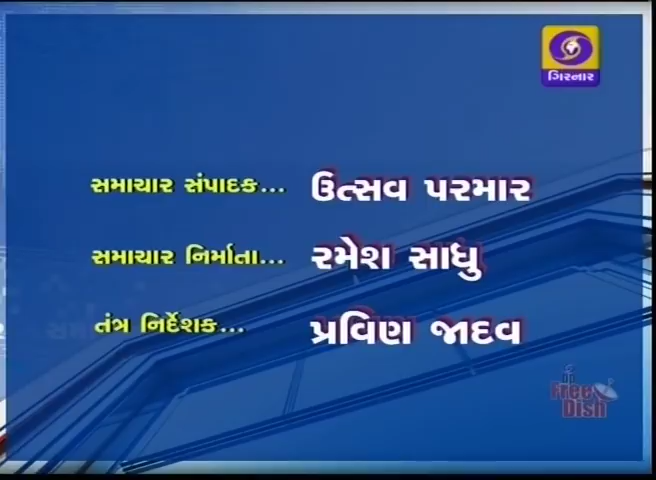 ગિરનાર
સમાચાર સંપાદક... ઉત્સવ પરમાર
સમાચાર નિર્માતા... રમેશ સાધુ
તંત્ર નિર્દેશક... પ્રવિણ જાદવ
Free
Dish